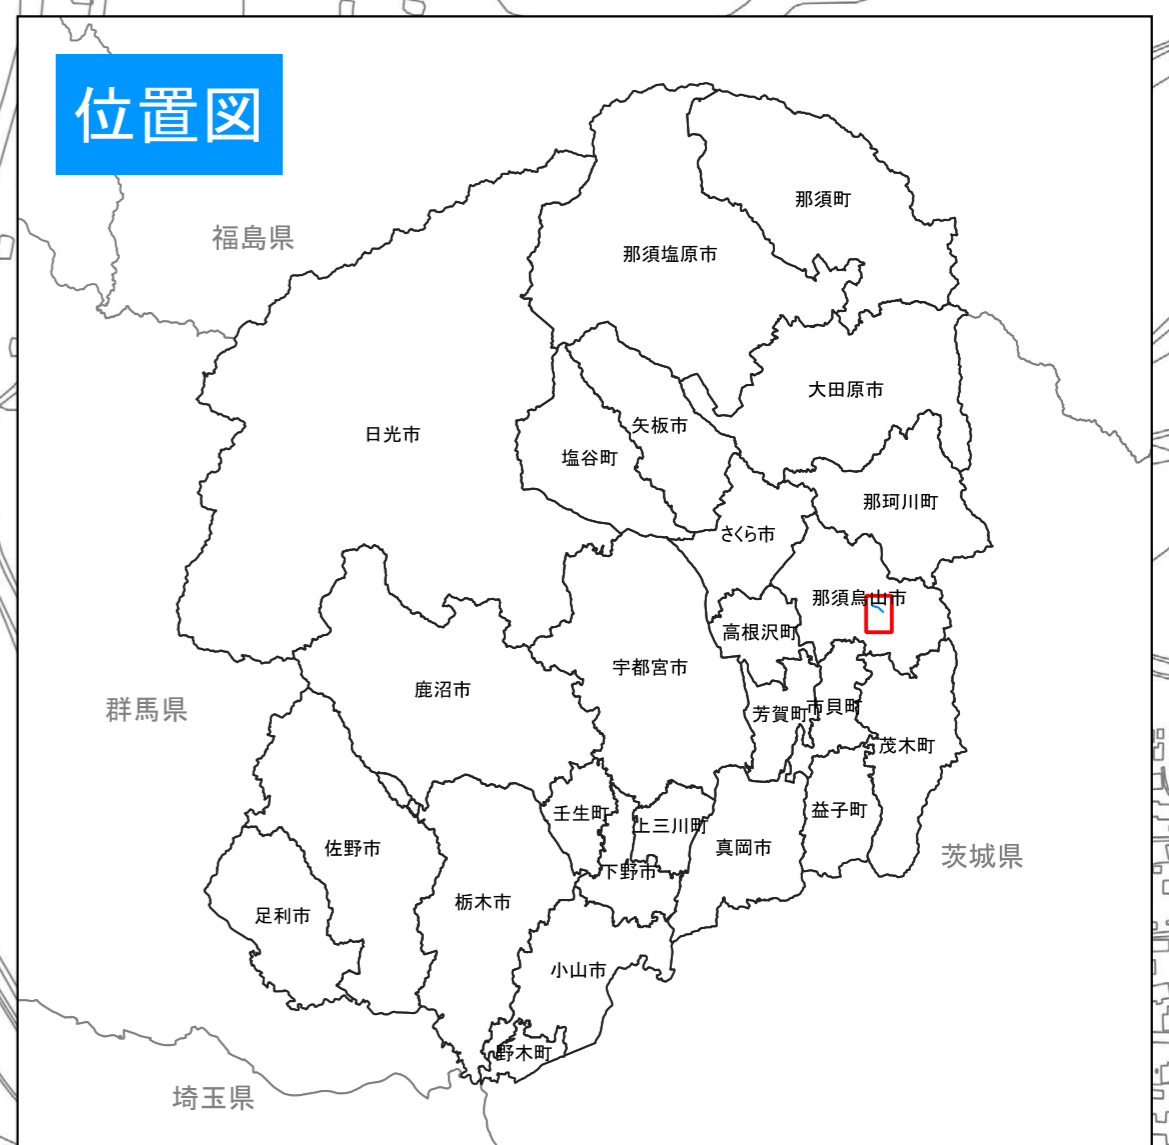 位置図
那須町
福島県
那須塩原市
大田原市
矢板市
日光市
塩谷町
那珂川町
さくら市
那須烏山市
高根沢町
宇都宮市
鹿沼市
群馬県
芳賀町
市貝町
茂木町
壬生町
上三川町
益子町
佐野市
真岡市
茨城県
下野市
栃木市
足利市
小山市
野木町
埼玉県